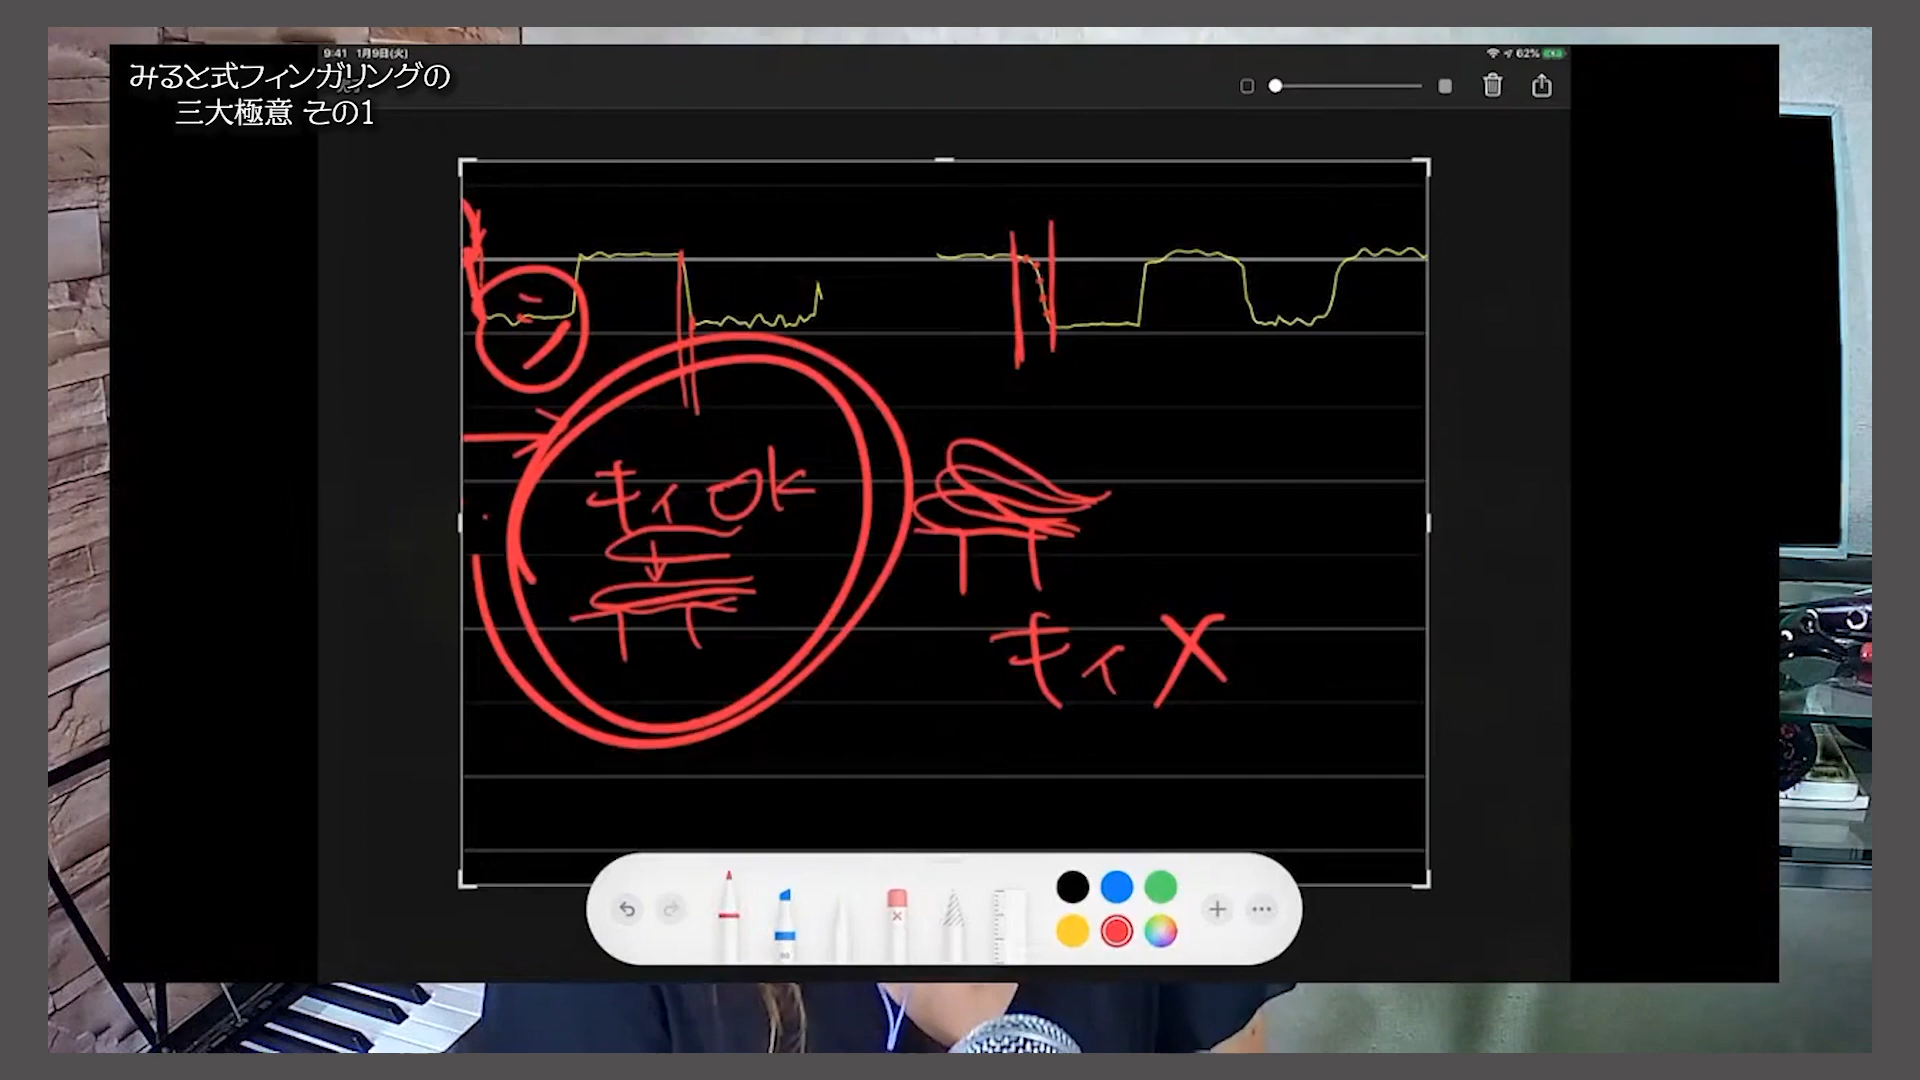 9:41 1月9日(火)
62%
みると式フィンガリングの
三大極意 その1
キィOK
キィ X